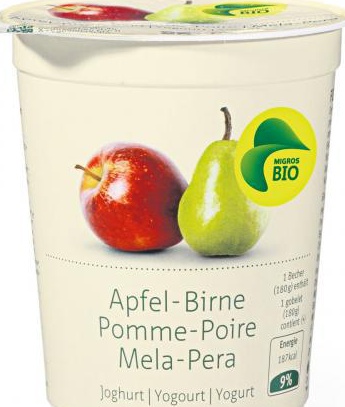 BIO
MIGROS
BIO
Apfel-Birne
Pomme-Poire
Mela-Pera
Joghurt | Yogourt | Yogurt
1 Becher
(180g) enthält
1 gobelet
(180g)
contient
Energie
187kcal
9%